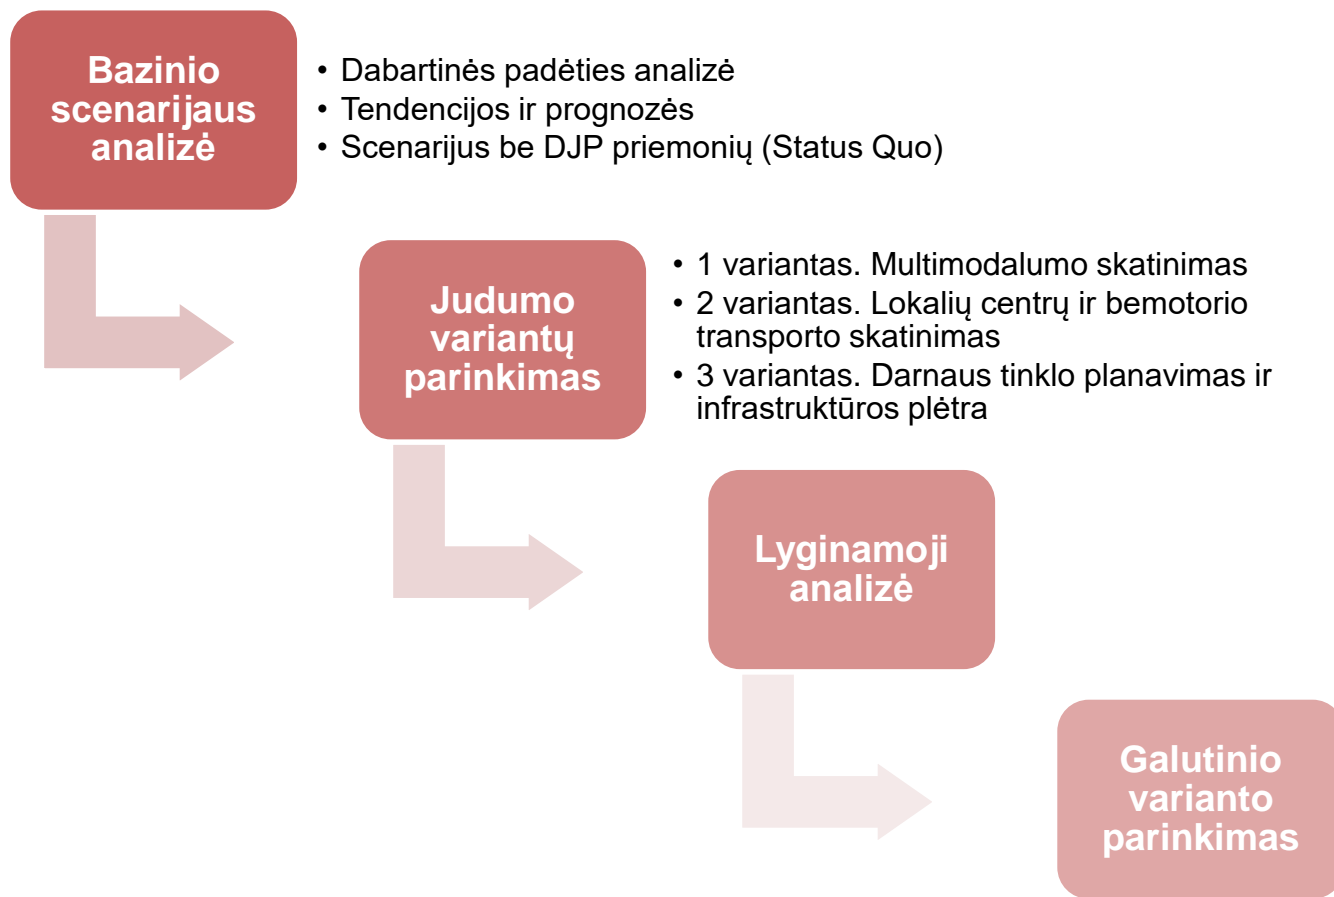 Bazinio
scenarijaus
analizė
• Dabartinės padėties analizė
• Tendencijos ir prognozės
• Scenarijus be DJP priemonių (Status Quo)
Judumo
variantų
parinkimas
• 1 variantas. Multimodalumo skatinimas
• 2 variantas. Lokalių centrų ir bemotorio
transporto skatinimas
• 3 variantas. Darnaus tinklo planavimas ir
infrastruktūros plėtra
Lyginamoji
analizė
Galutinio
varianto
parinkimas